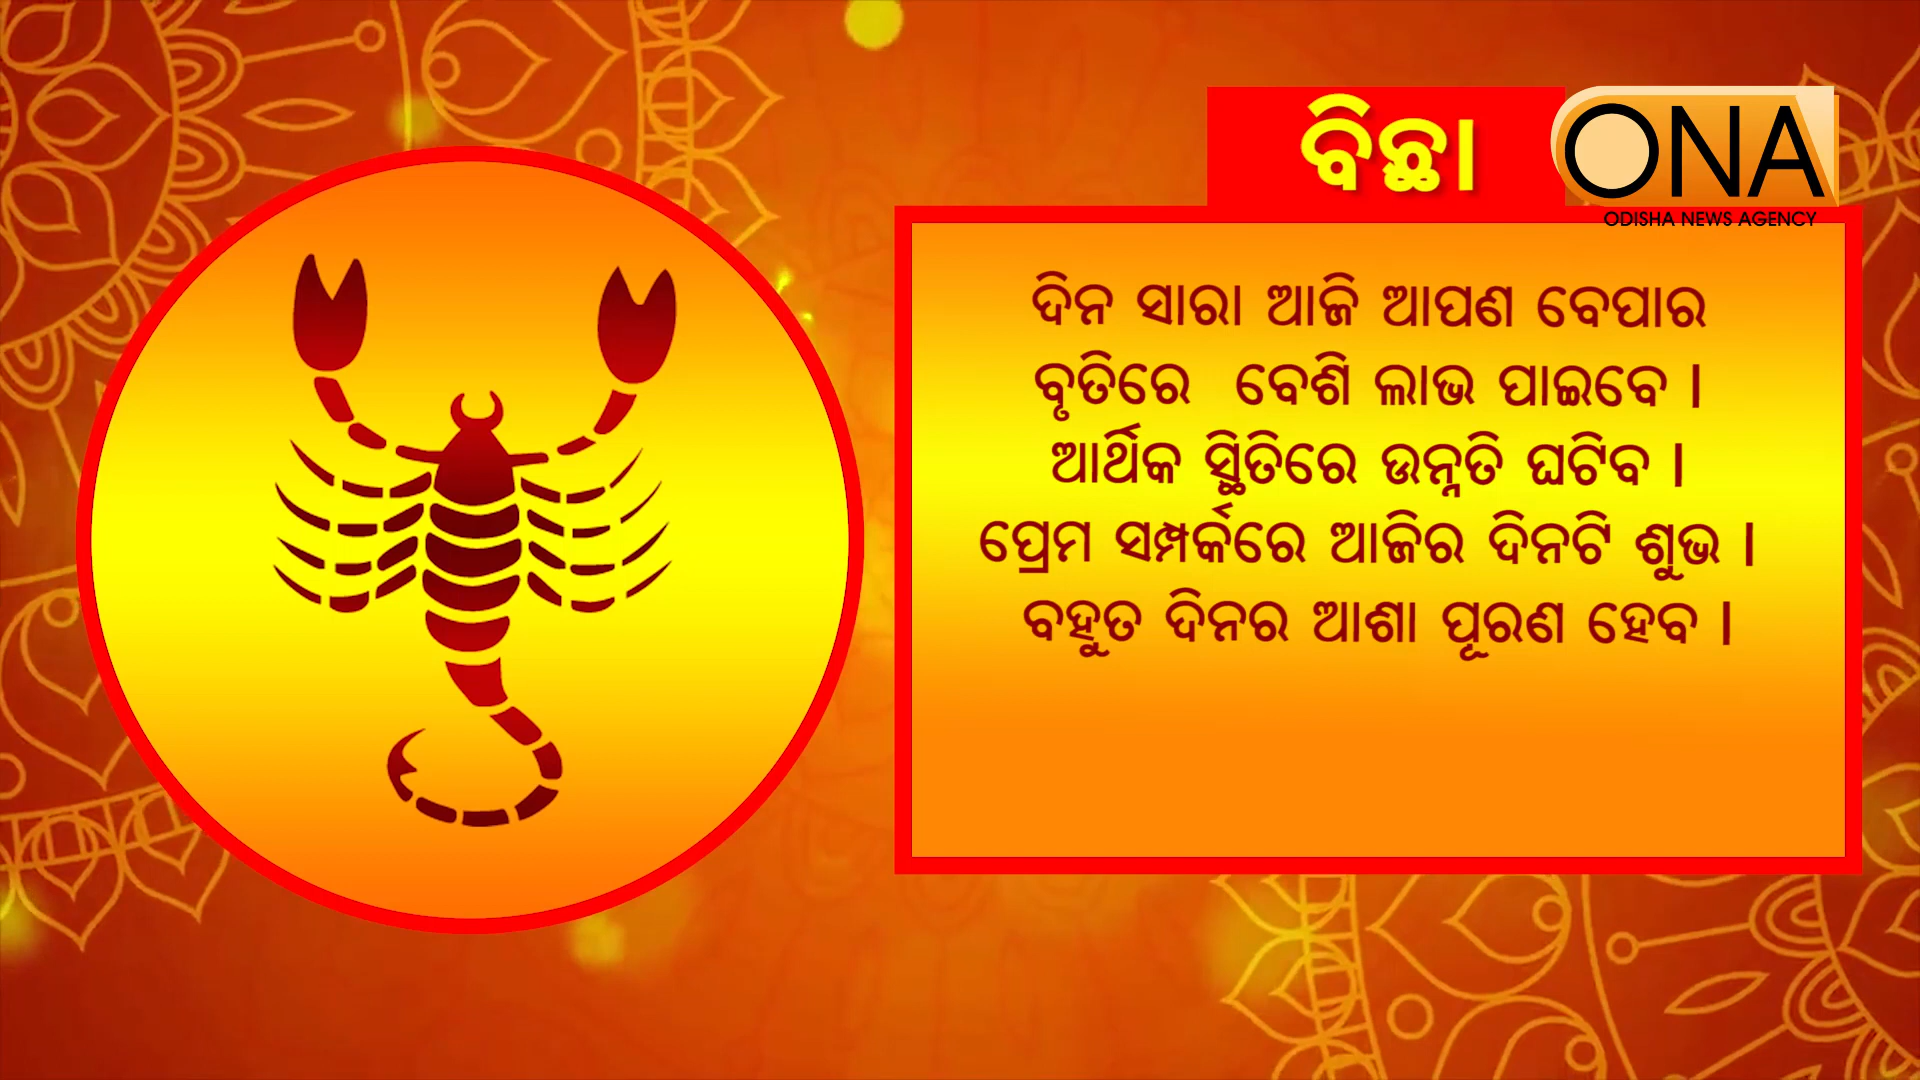 ବିଛା
ONA
ODISHA NEWS AGENCY
ଦିନ ସାରା ଆଜି ଆପଣ ବେପାର
ବୃତିରେ ବେଶି ଲାଭ ପାଇବେ ।
ଆର୍ଥିକ ସ୍ଥିତିରେ ଉନ୍ନତି ଘଟିବ ।
ପ୍ରେମ ସମ୍ପର୍କରେ ଆଜିର ଦିନଟି ଶୁଭ ।
ବହୁତ ଦିନର ଆଶା ପୂରଣ ହେବ ।